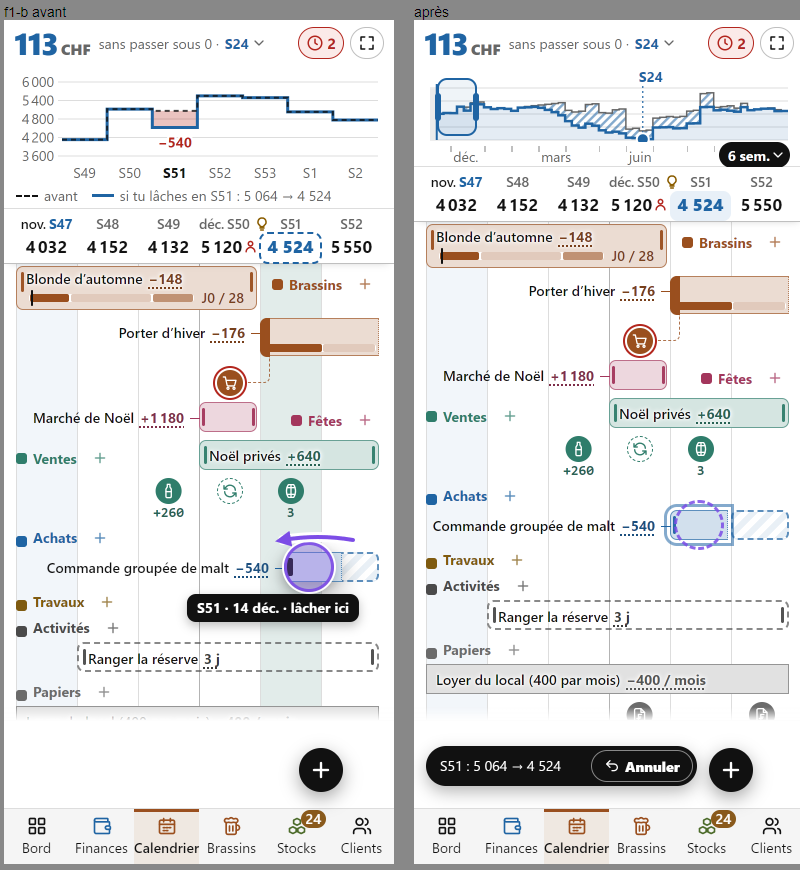 f1-b avant
113 CHF sans passer sous 0 · S24
2
6 000
5 400
4 800
4 200
3 600
−540
S49 S50 S51 S52 S53 S1 S2
avant si tu lâches en S51 : 5 064 → 4 524
nov. S47 S48 S49 déc. S50 S51 S52
4 032 4 152 4 132 5 120 4 524 5 550
Blonde d’automne −148
J0 / 28
Brassins +
Porter d’hiver −176
Marché de Noël +1 180
Fêtes +
Ventes +
Noël privés +640
+260
3
Achats +
Commande groupée de malt −540
S51 · 14 déc. · lâcher ici
Travaux +
Activités +
Ranger la réserve 3 j
Papiers +
+
Bord Finances Calendrier Brassins Stocks Clients
24
après
113 CHF sans passer sous 0 · S24
2
S24
déc. mars juin
6 sem.
nov. S47 S48 S49 déc. S50 S51 S52
4 032 4 152 4 132 5 120 4 524 5 550
Blonde d’automne −148
J0 / 28
Brassins +
Porter d’hiver −176
Marché de Noël +1 180
Fêtes +
Ventes +
Noël privés +640
+260
3
Achats +
Commande groupée de malt −540
Travaux +
Activités +
Ranger la réserve 3 j
Papiers +
Loyer du local (400 par mois) −400 / mois
S51 : 5 064 → 4 524 Annuler
+
Bord Finances Calendrier Brassins Stocks Clients
24